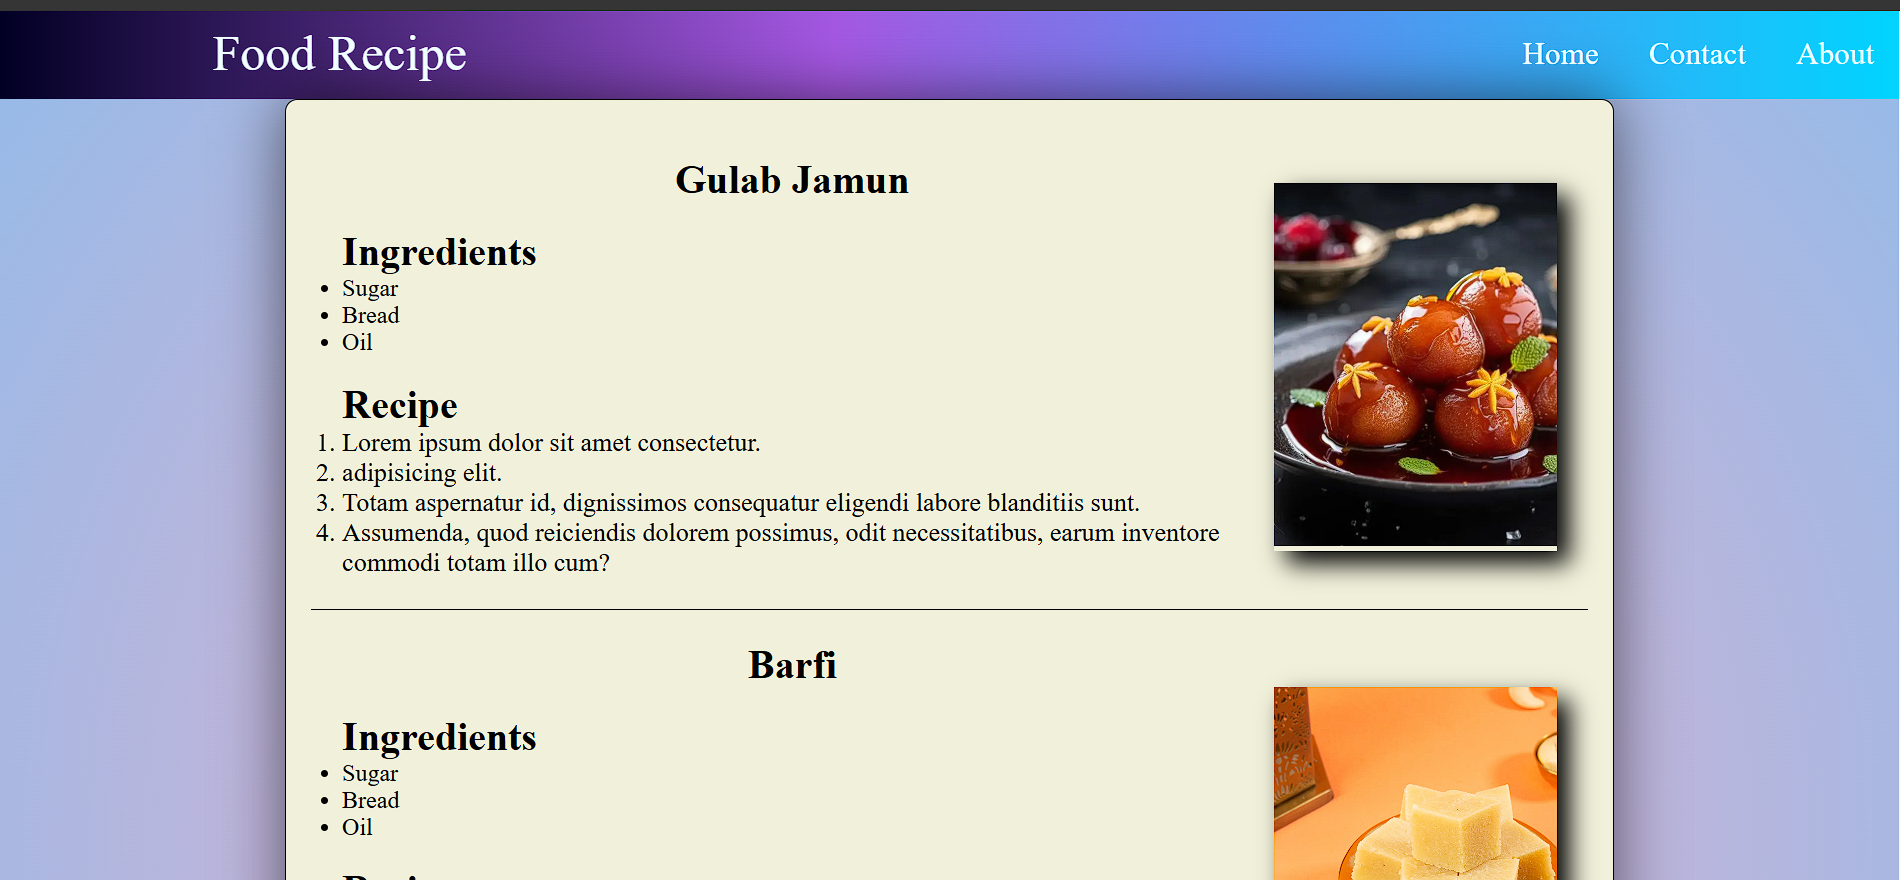 Food Recipe
Home Contact About
Gulab Jamun
Ingredients
• Sugar
• Bread
• Oil
Recipe
1. Lorem ipsum dolor sit amet consectetur.
2. adipisicing elit.
3. Totam aspernatur id, dignissimos consequatur eligendi labore blanditiis sunt.
4. Assumenda, quod reiciendis dolorem possimus, odit necessitatibus, earum inventore
commodi totam illo cum?
Barfi
Ingredients
• Sugar
• Bread
• Oil